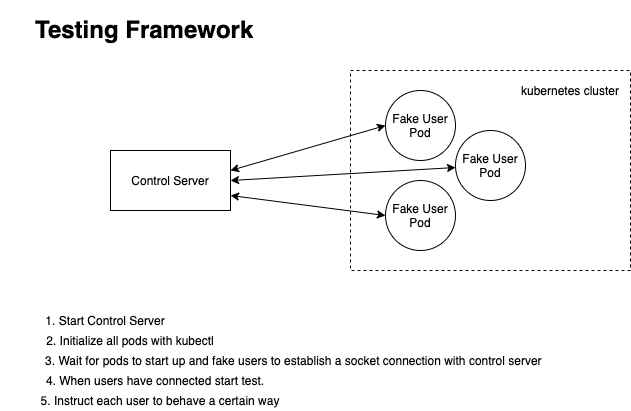 Testing Framework
kubernetes cluster
Fake User
Pod
Fake User
Pod
Control Server
Fake User
Pod
1. Start Control Server
2. Initialize all pods with kubectl
3. Wait for pods to start up and fake users to establish a socket connection with control server
4. When users have connected start test.
5. Instruct each user to behave a certain way